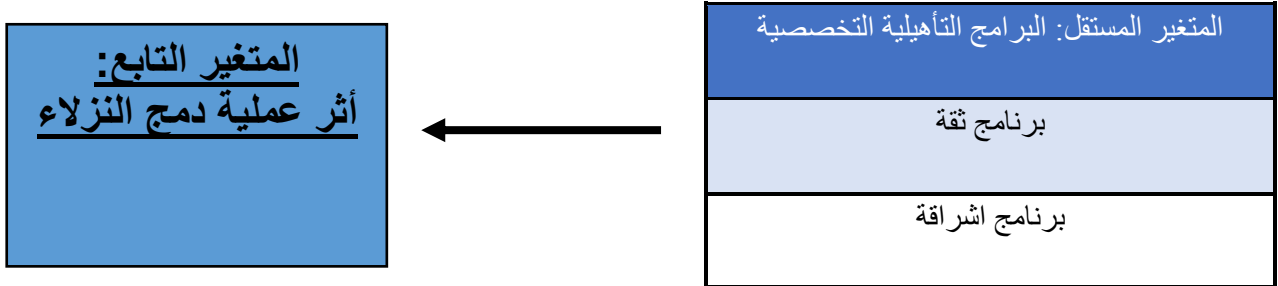 المتغير المستقل: البرامج التأهيلية التخصصية
برنامج ثقة
برنامج اشراقة
المتغير التابع:
أثر عملية دمج النزلاء